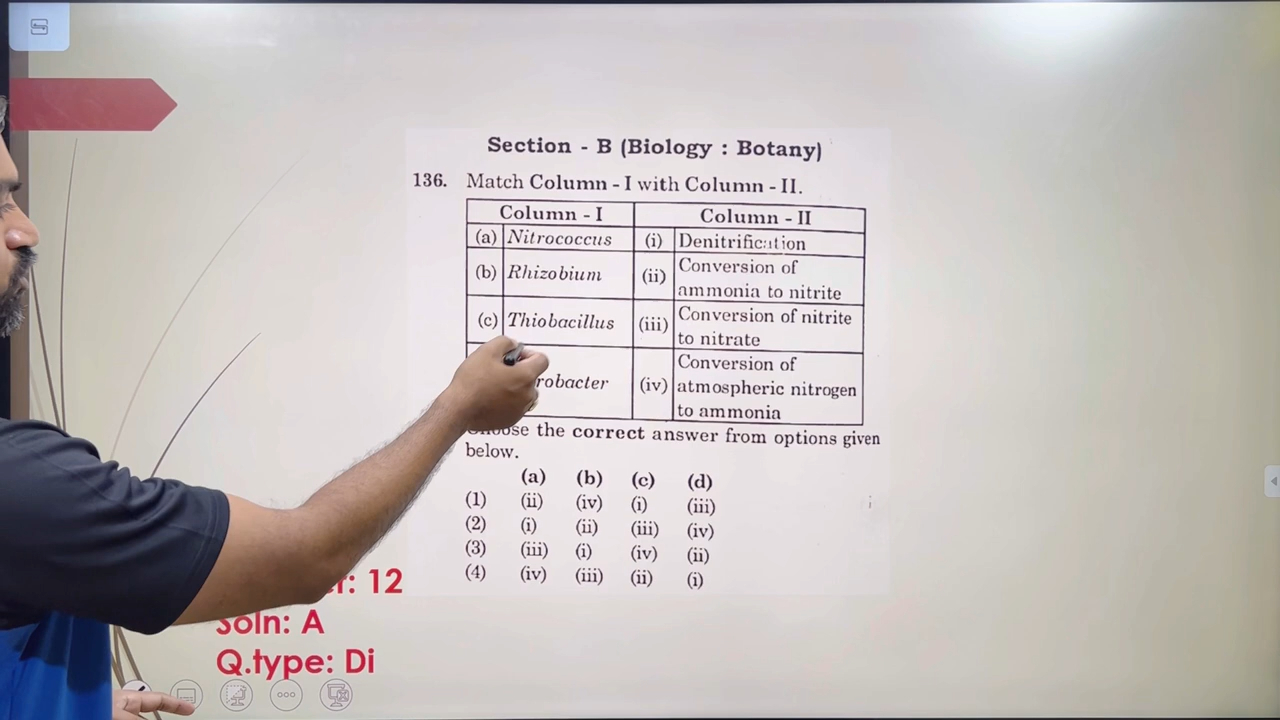 Section - B (Biology : Botany)
136. Match Column - I with Column - II.
Column - I Column - II
(a) Nitrococcus (i) Denitrification
(b) Rhizobium (ii) Conversion of
ammonia to nitrite
(c) Thiobacillus (iii) Conversion of nitrite
to nitrate
(iv) Conversion of
atmospheric nitrogen
to ammonia
the correct answer from options given
below.
(a) (b) (c) (d)
(1) (ii) (iv) (i) (iii)
(2) (i) (ii) (iii) (iv)
(3) (iii) (i) (iv) (ii)
(4) (iv) (iii) (ii) (i)
: 12
Soln: A
Q.type: Di